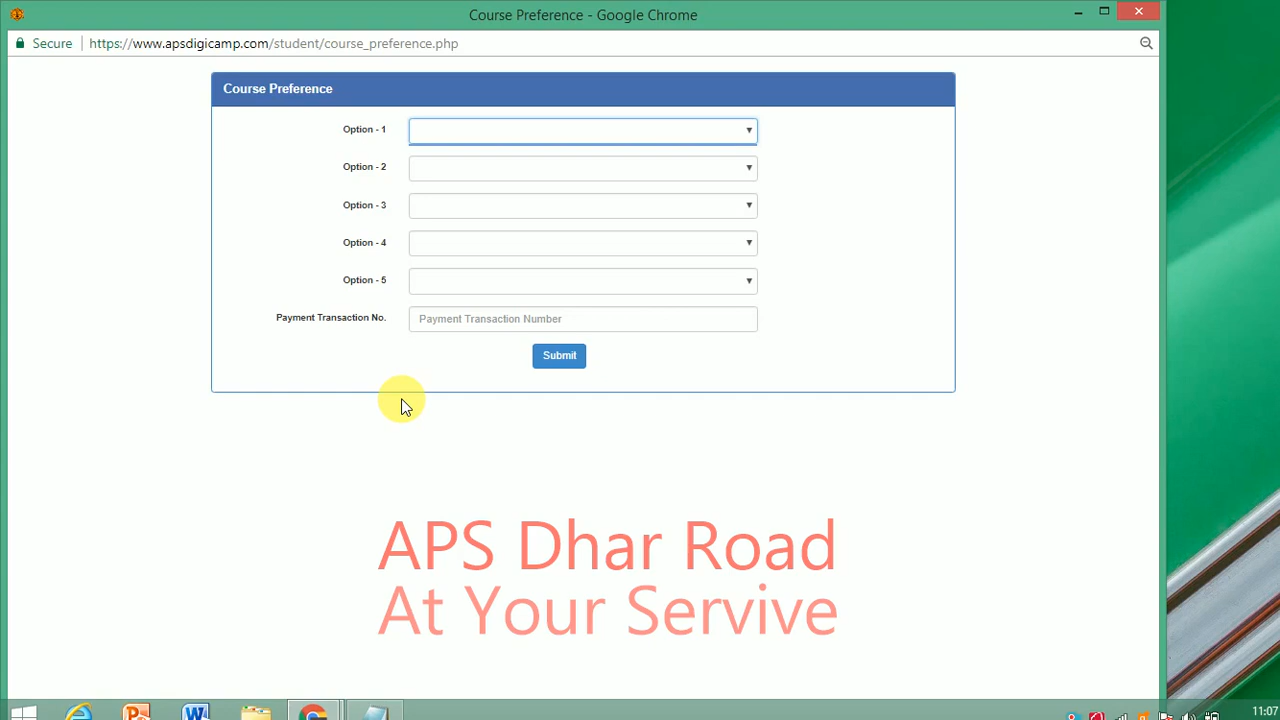 Course Preference - Google Chrome
Secure https://www.apsdigicamp.com/student/course_preference.php
Course Preference
Option - 1
Option - 2
Option - 3
Option - 4
Option - 5
Payment Transaction No. Payment Transaction Number
Submit
APS Dhar Road
At Your Servive
11:07